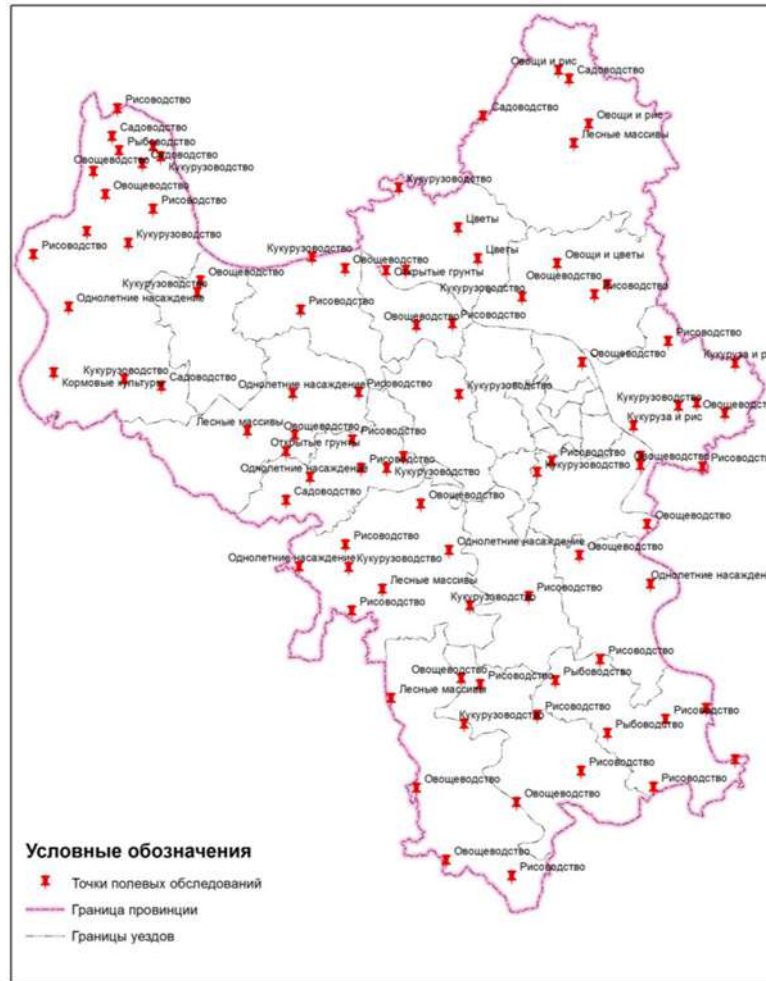 Овощи и рис
Садоводство
Рисоводство
Садоводство
Овощи и рис
Садоводство
Лесные массивы
Рыбоводство
Садоводство
Овощеводство
Кукурузоводство
Кукурузоводство
Овощеводство
Рисоводство
Цветы
Кукурузоводство
Рисоводство
Кукурузоводство
Цветы
Овощи и цветы
Овощеводство
Открытые грунты
Овощеводство
Овощеводство
Кукурузоводство
Рисоводство
Кукурузоводство
Однолетние насаждение
Рисоводство
Овощеводство
Рисоводство
Рисоводство
Овощеводство
Кукуруза и р
Кукурузоводство
Садоводство
Однолетние насаждение
Рисоводство
Кукурузоводство
Кормовые культуры
Кукурузоводство
Овощеводст
Кукуруза и рис
Лесные массивы
Овощеводство
Рисоводство
Открытые грунты
Рисоводство
Рисоводство
Овощеводство
Рисоводст
Однолетние насаждение
Кукурузоводство
Кукурузоводство
Садоводство
Овощеводство
Овощеводство
Рисоводство
Однолетние насаждение
Овощеводство
Однолетние насаждение
Кукурузоводство
Лесные массивы
Однолетние насажден
Рисоводство
Рисоводство
Кукурузоводство
Рисоводство
Овощеводство
Рисоводство
Рыбоводство
Лесные массивы
Рисоводство
Рисоводство
Кукурузоводство
Рыбоводство
Рисоводство
Овощеводство
Рисоводство
Овощеводство
Условные обозначения
Овощеводство
Рисоводство
Точки полевых обследований
Граница провинции
Границы уездов